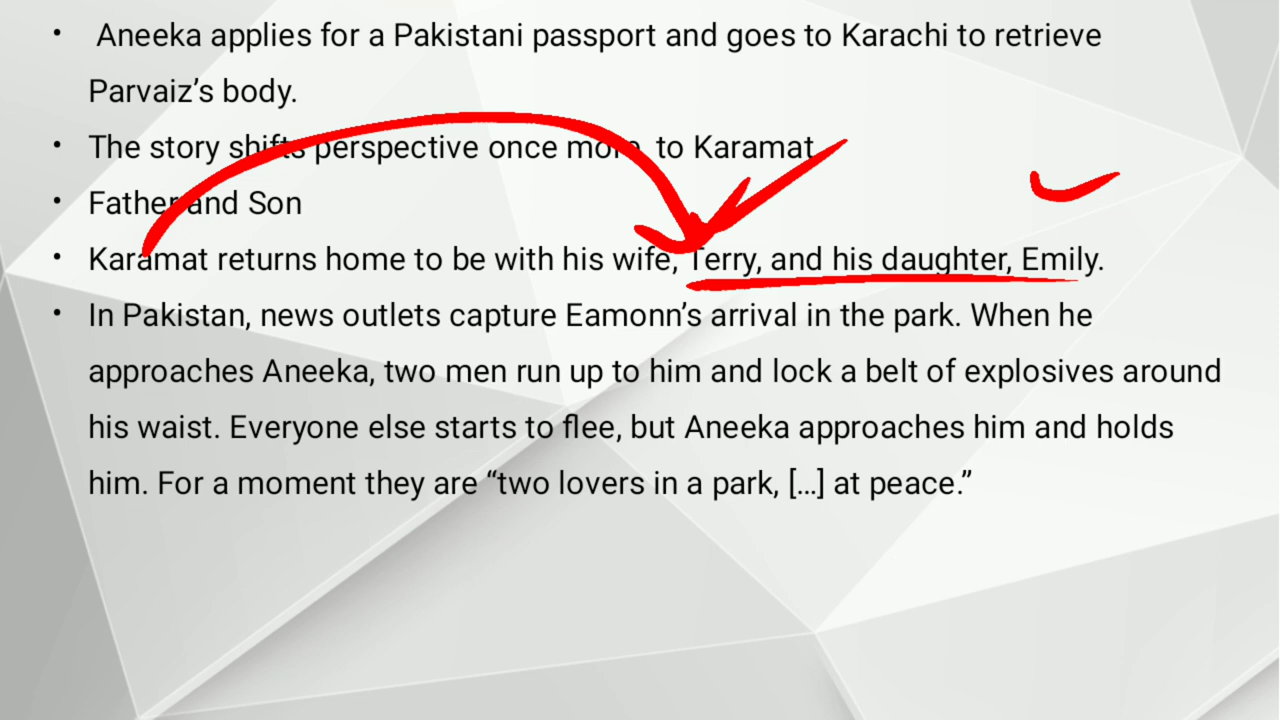 • Aneeka applies for a Pakistani passport and goes to Karachi to retrieve
Parvaiz’s body.
• The story shifts perspective once more, to Karamat
• Father and Son
• Karamat returns home to be with his wife, Terry, and his daughter, Emily.
• In Pakistan, news outlets capture Eamonn’s arrival in the park. When he
approaches Aneeka, two men run up to him and lock a belt of explosives around
his waist. Everyone else starts to flee, but Aneeka approaches him and holds
him. For a moment they are “two lovers in a park, [...] at peace.”